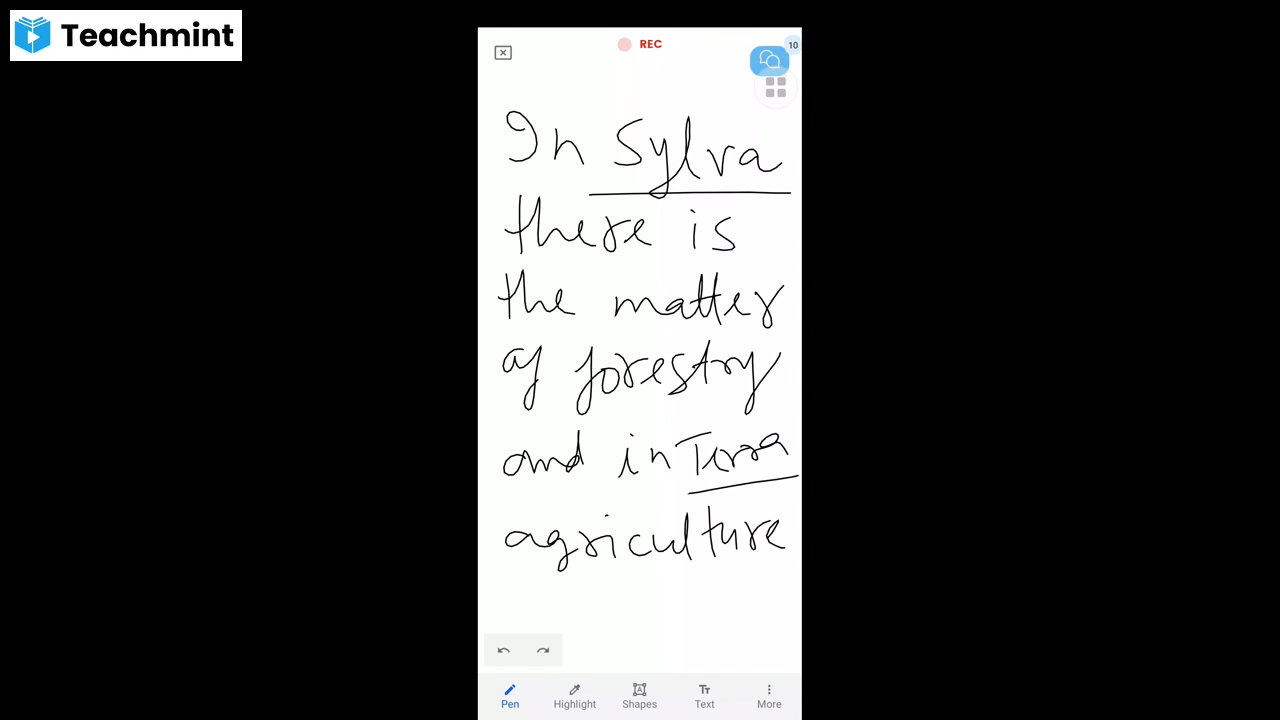 Teachmint
REC
10
In Sylva
there is
the matter
of forestry
and in Terra
agriculture
Pen Highlight Shapes Text More